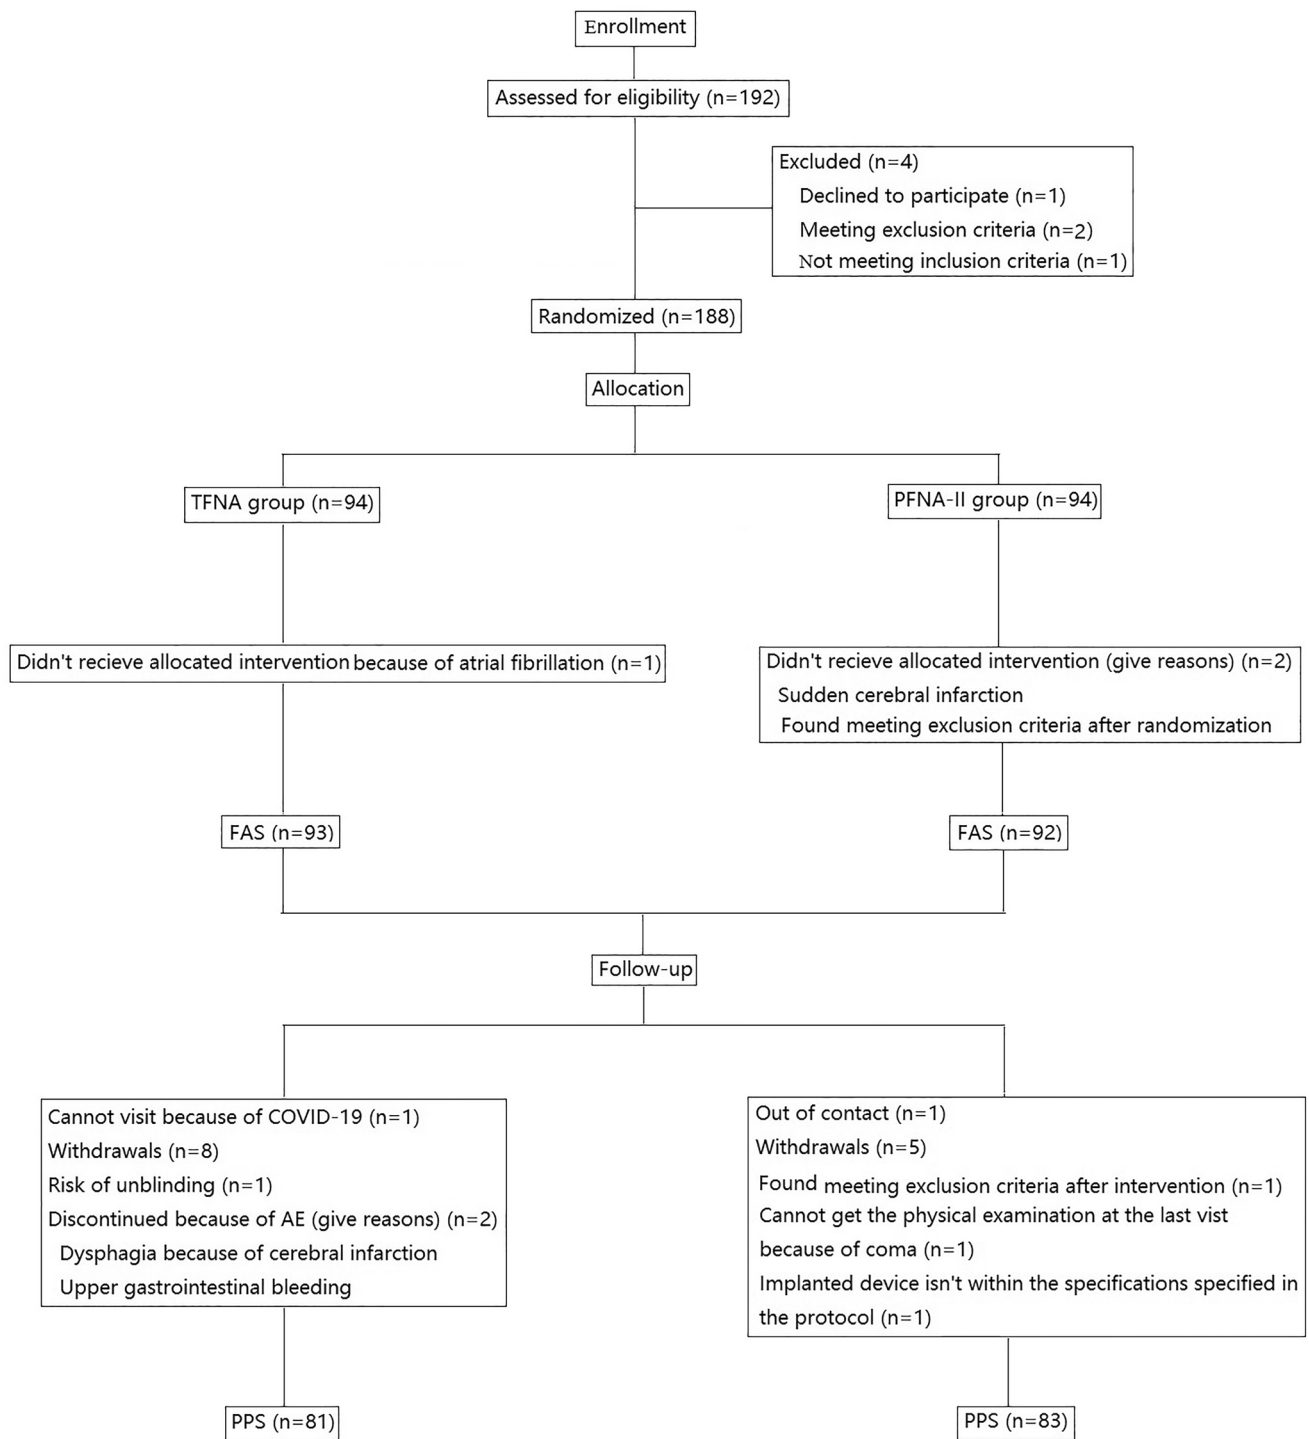 Enrollment
Assessed for eligibility (n=192)
Excluded (n=4)
Declined to participate (n=1)
Meeting exclusion criteria (n=2)
Not meeting inclusion criteria (n=1)
Randomized (n=188)
Allocation
TFNA group (n=94)
PFNA-II group (n=94)
Didn't recieve allocated intervention because of atrial fibrillation (n=1)
Didn't recieve allocated intervention (give reasons) (n=2)
Sudden cerebral infarction
Found meeting exclusion criteria after randomization
FAS (n=93)
FAS (n=92)
Follow-up
Cannot visit because of COVID-19 (n=1)
Withdrawals (n=8)
Risk of unblinding (n=1)
Discontinued because of AE (give reasons) (n=2)
Dysphagia because of cerebral infarction
Upper gastrointestinal bleeding
Out of contact (n=1)
Withdrawals (n=5)
Found meeting exclusion criteria after intervention (n=1)
Cannot get the physical examination at the last vist
because of coma (n=1)
Implanted device isn't within the specifications specified in
the protocol (n=1)
PPS (n=81)
PPS (n=83)